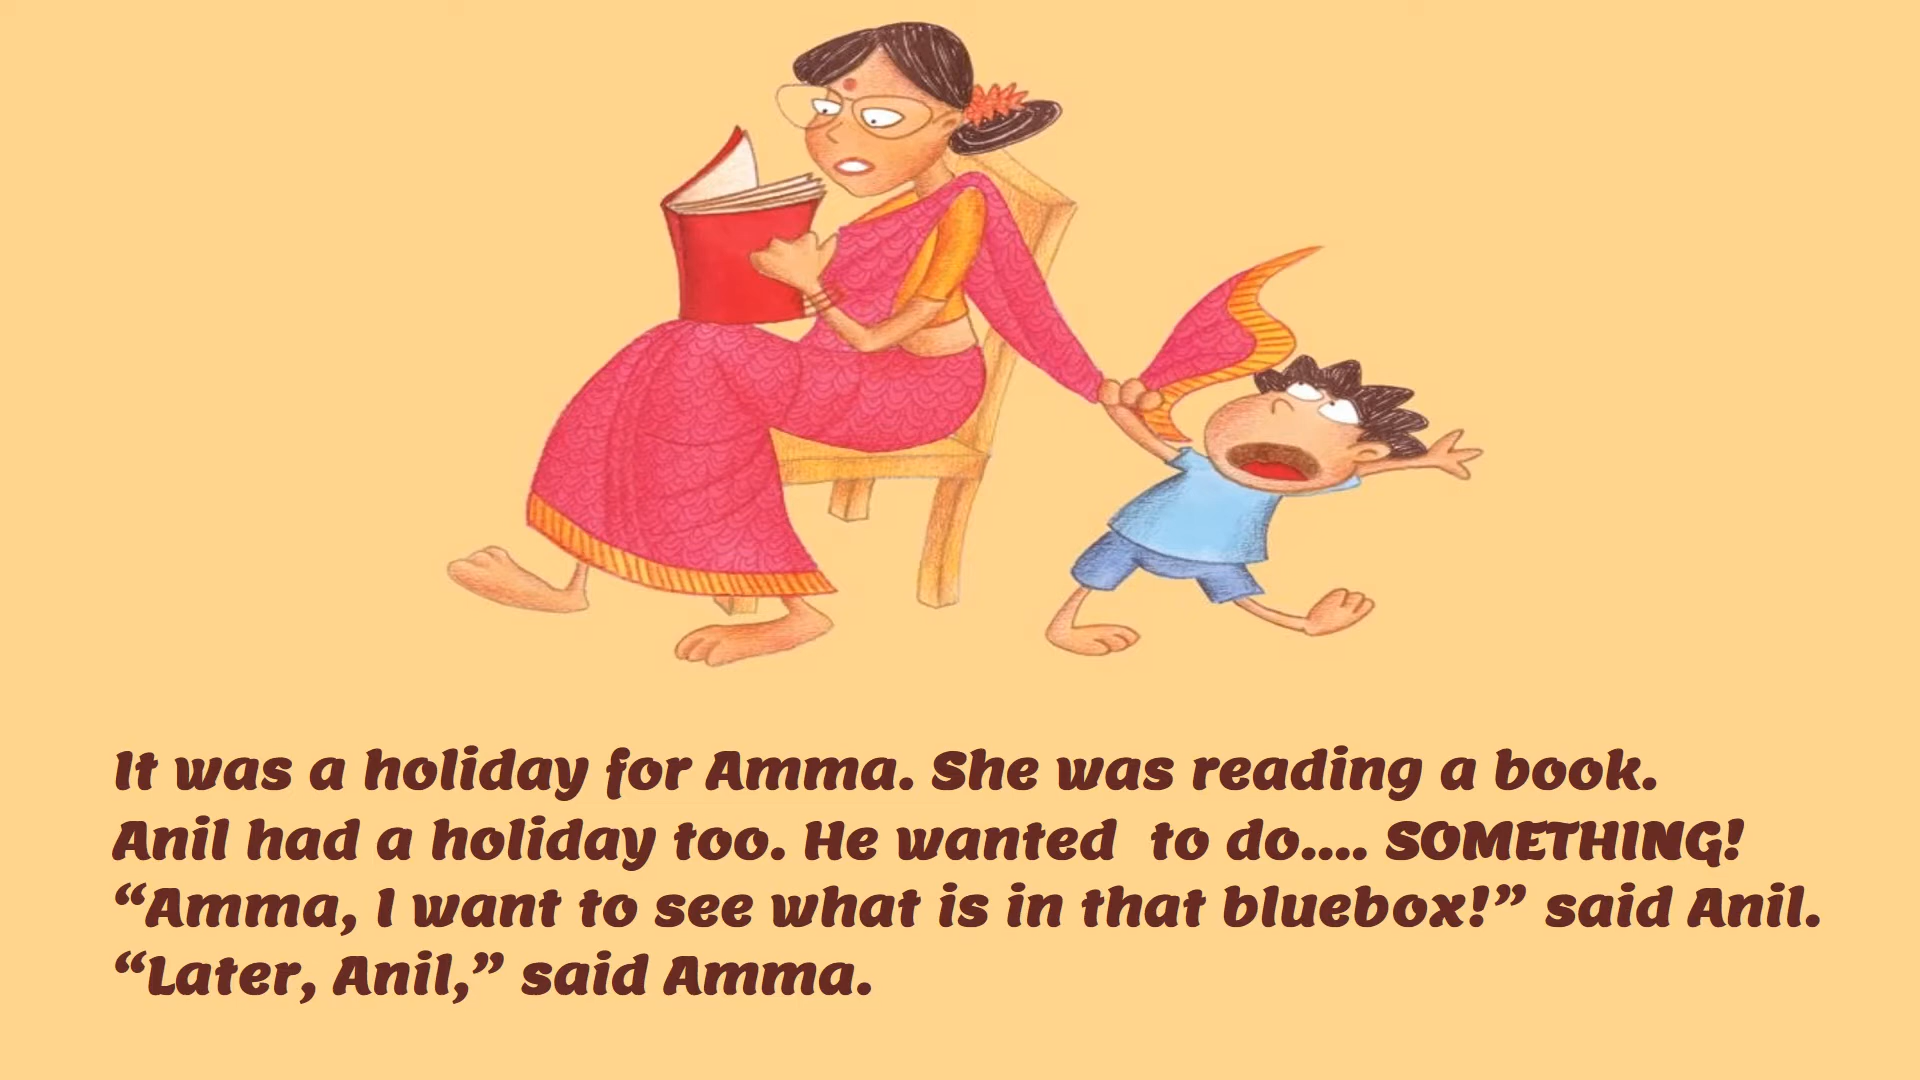 It was a holiday for Amma. She was reading a book.
Anil had a holiday too. He wanted  to do.... SOMETHING!
“Amma, I want to see what is in that bluebox!” said Anil.
“Later, Anil,” said Amma.